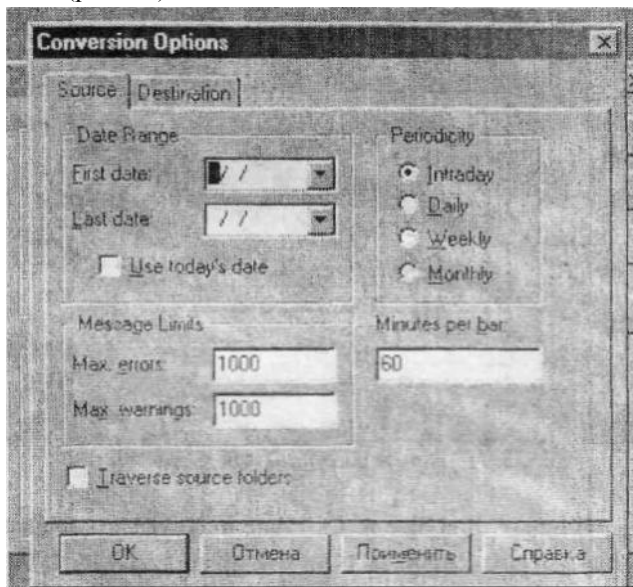 Conversion Options
Source Destination
Date Range
First date: / /
Last date: / /
Use today's date
Periodicity
Intraday
Daily
Weekly
Monthly
Message Limits
Max. errors: 1000
Max. warnings: 1000
Minutes per bar:
60
Traverse source folders
OK Отмена Применить Справка